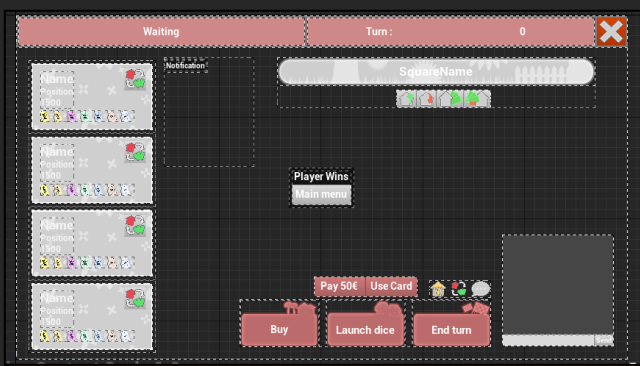 Waiting
Turn :
0
Notification
SquareName
Name
Position
1500
Name
Position
1500
Name
Position
1500
Name
Position
1500
Player Wins
Main menu
Pay 50€
Use Card
Buy
Launch dice
End turn